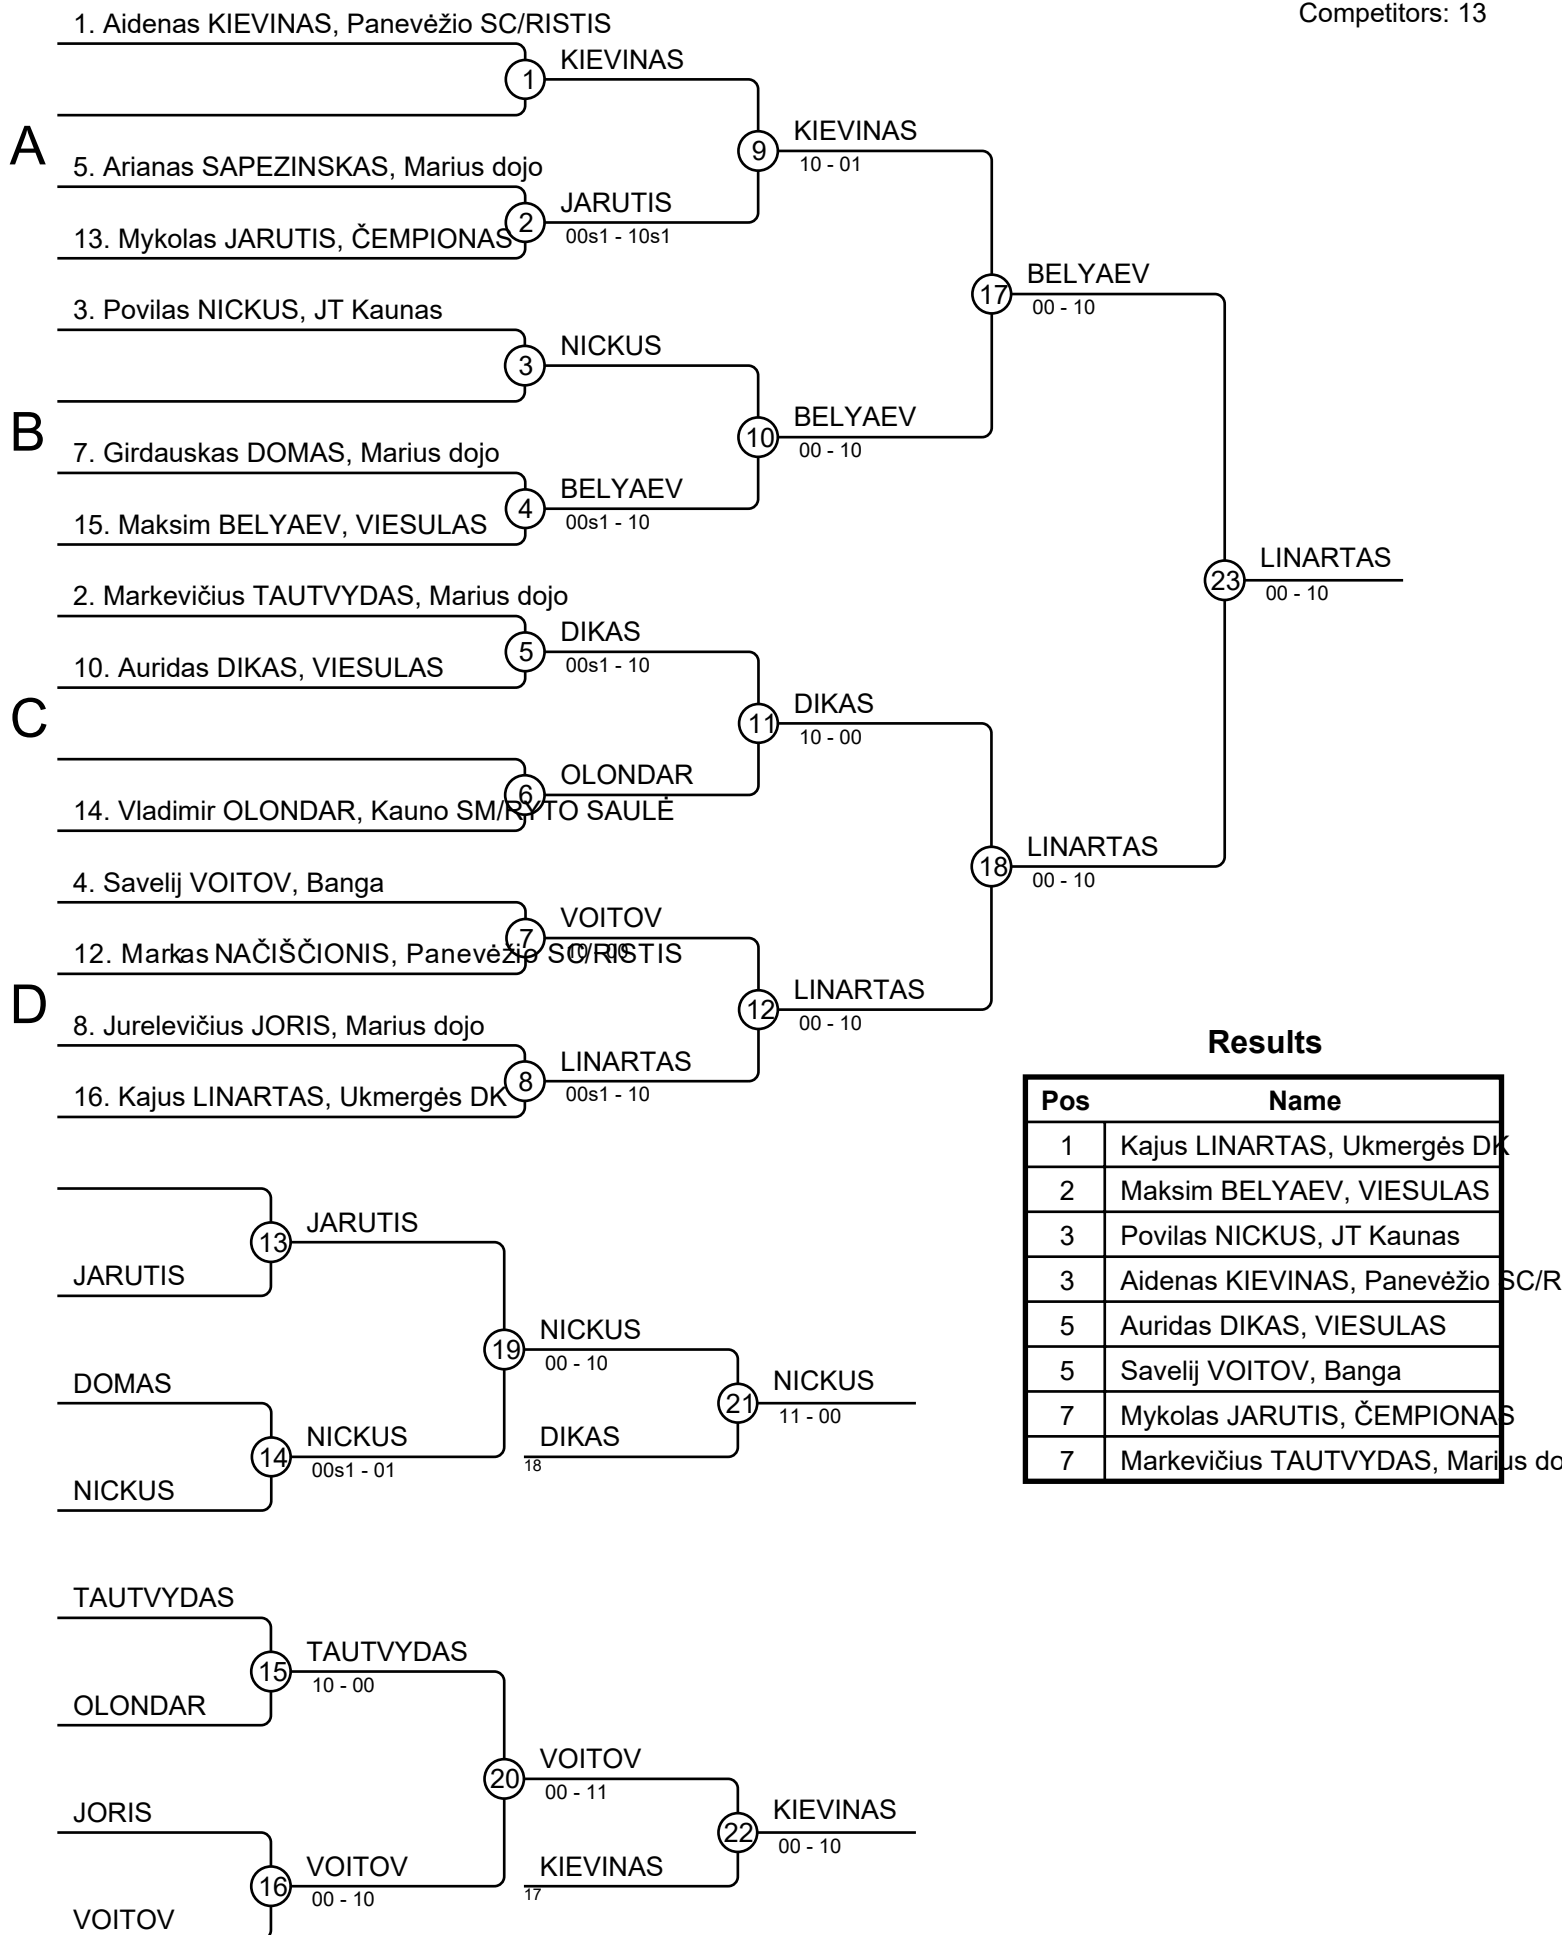 Competitors: 13
1. Aidenas KIEVINAS, Panevėžio SC/RISTIS
1
KIEVINAS
A
5. Arianas SAPEZINSKAS, Marius dojo
13. Mykolas JARUTIS, ČEMPIONAS
2
JARUTIS
00s1 - 10s1
9
KIEVINAS
10 - 01
3. Povilas NICKUS, JT Kaunas
3
NICKUS
B
7. Girdauskas DOMAS, Marius dojo
15. Maksim BELYAEV, VIESULAS
4
BELYAEV
00s1 - 10
10
BELYAEV
00 - 10
17
BELYAEV
00 - 10
2. Markevičius TAUTVYDAS, Marius dojo
10. Auridas DIKAS, VIESULAS
5
DIKAS
00s1 - 10
C
14. Vladimir OLONDAR, Kauno SM/RYTO SAULĖ
6
OLONDAR
11
DIKAS
10 - 00
4. Savelij VOITOV, Banga
12. Markas NAČIŠČIONIS, Panevėžio SC/RISTIS
7
VOITOV
10 - 00
D
8. Jurelevičius JORIS, Marius dojo
16. Kajus LINARTAS, Ukmergės DK
8
LINARTAS
00s1 - 10
12
LINARTAS
00 - 10
18
LINARTAS
00 - 10
23
LINARTAS
00 - 10
Results
Pos Name
1 Kajus LINARTAS, Ukmergės DK
2 Maksim BELYAEV, VIESULAS
3 Povilas NICKUS, JT Kaunas
3 Aidenas KIEVINAS, Panevėžio SC/R
5 Auridas DIKAS, VIESULAS
5 Savelij VOITOV, Banga
7 Mykolas JARUTIS, ČEMPIONAS
7 Markevičius TAUTVYDAS, Marius do
JARUTIS
13
JARUTIS
DOMAS
NICKUS
14
NICKUS
00s1 - 01
19
NICKUS
00 - 10
DIKAS
18
21
NICKUS
11 - 00
TAUTVYDAS
OLONDAR
15
TAUTVYDAS
10 - 00
JORIS
VOITOV
16
VOITOV
00 - 10
20
VOITOV
00 - 11
KIEVINAS
17
22
KIEVINAS
00 - 10